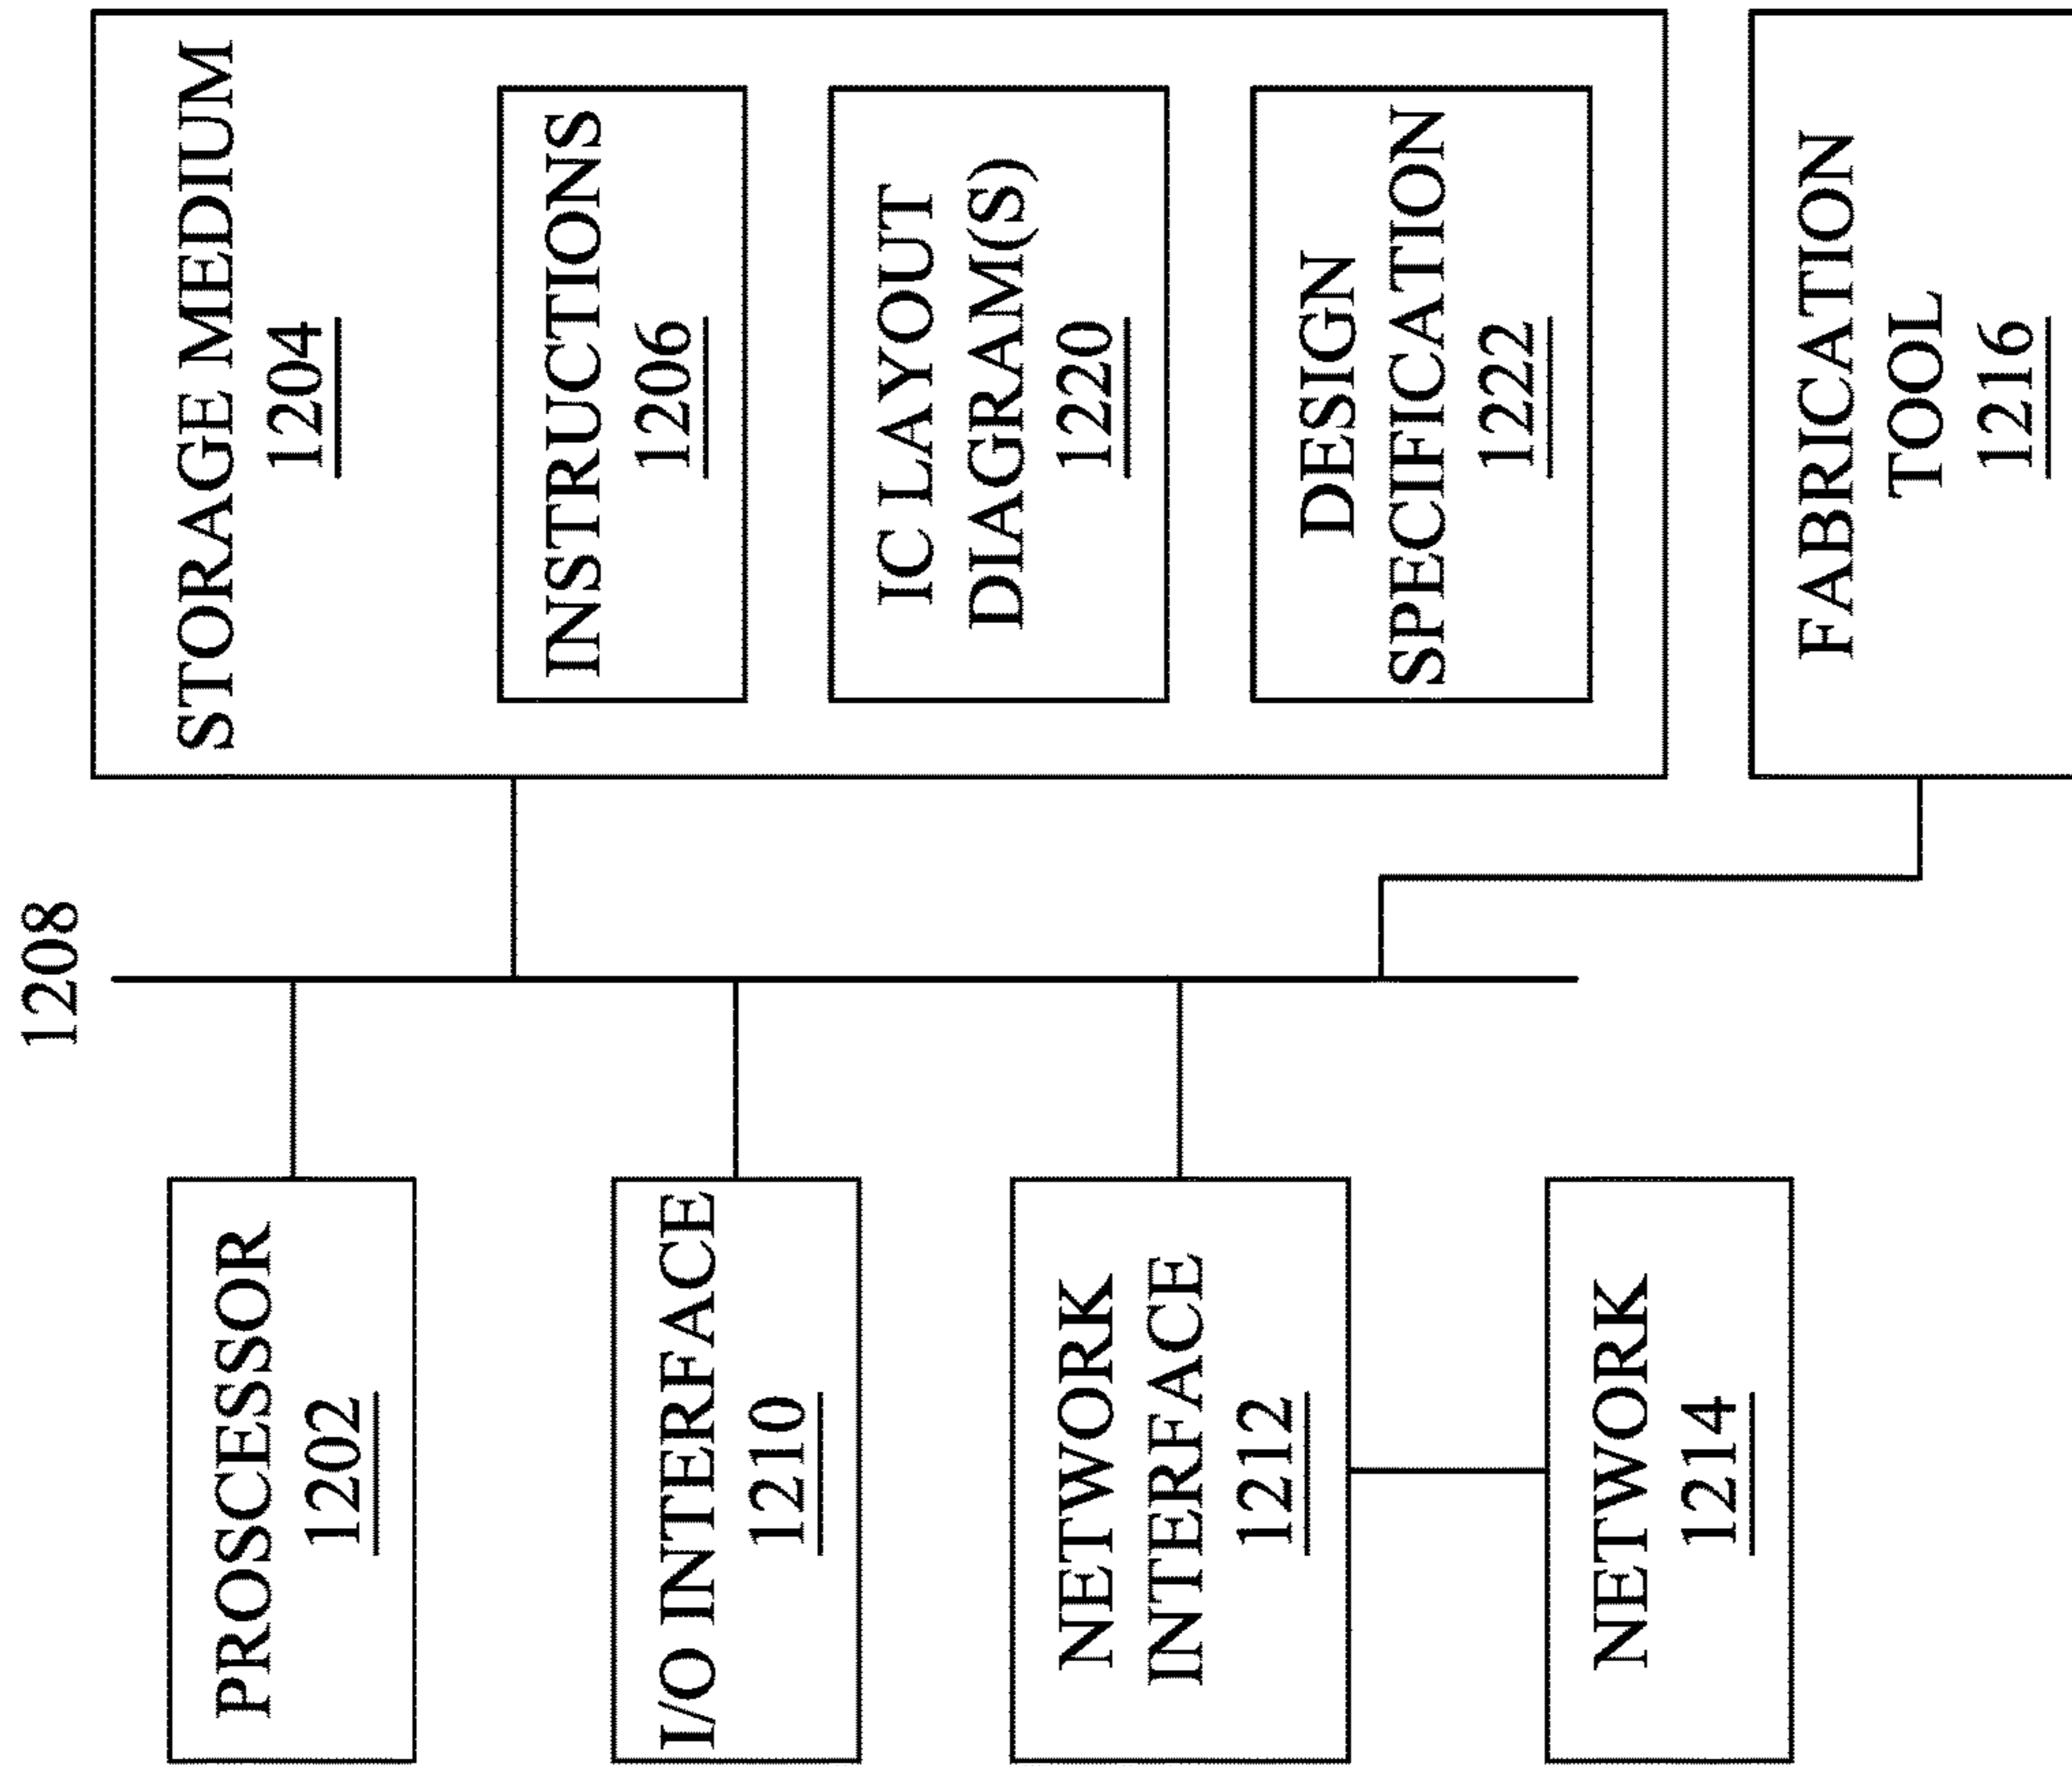 1208
PROSCESSOR
1202
I/O INTERFACE
1210
NETWORK
INTERFACE
1212
NETWORK
1214
STORAGE MEDIUM
1204
INSTRUCTIONS
1206
IC LAYOUT
DIAGRAM(S)
1220
DESIGN
SPECIFICATION
1222
FABRICATION
TOOL
1216